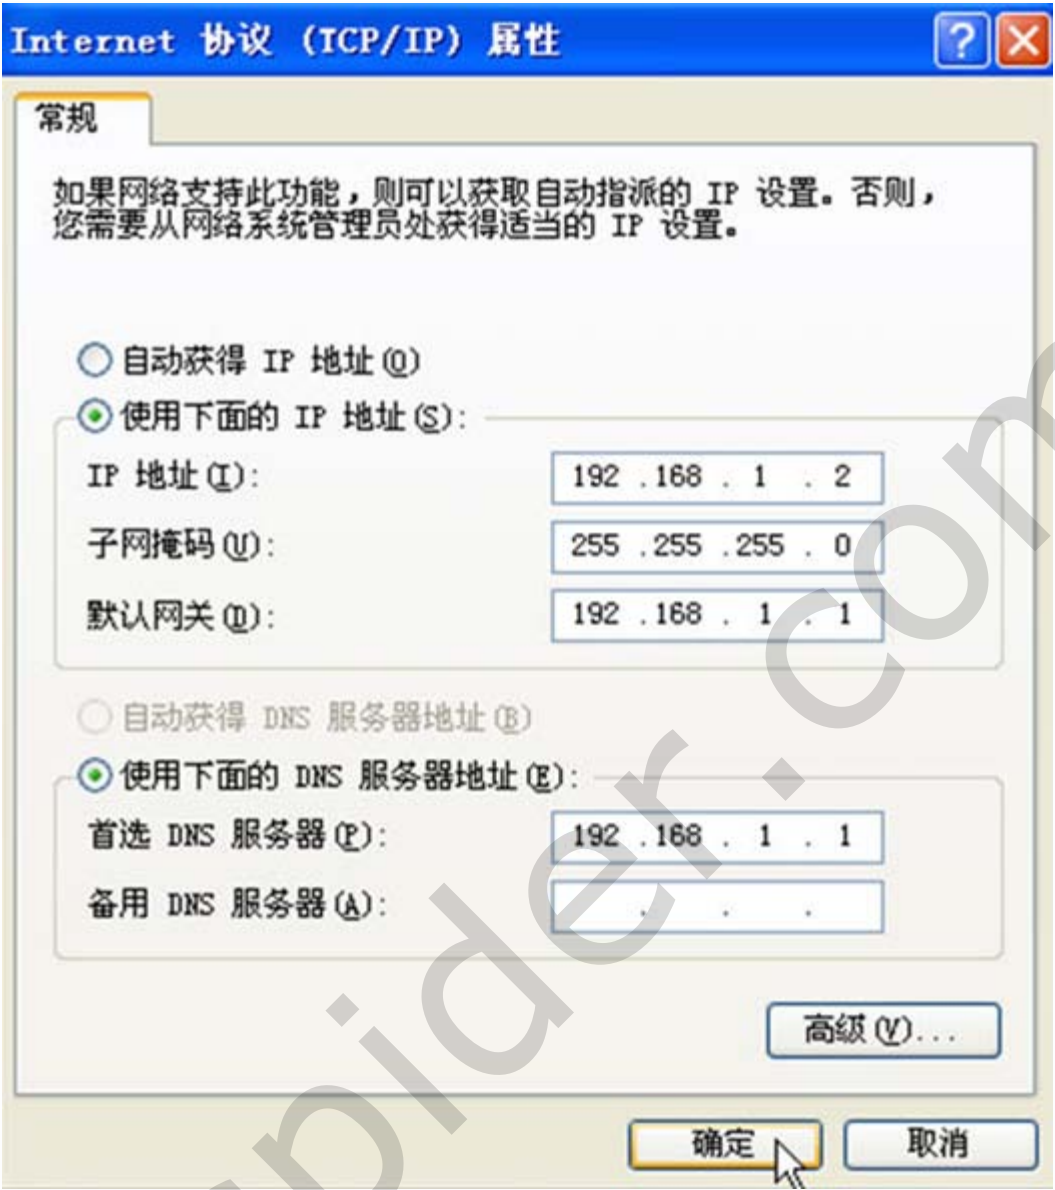 Internet 协议 (TCP/IP) 属性
常规
如果网络支持此功能，则可以获取自动指派的 IP 设置。否则，
您需要从网络系统管理员处获得适当的 IP 设置。
自动获得 IP 地址(O)
使用下面的 IP 地址(S):
IP 地址(I): 192 .168 . 1 . 2
子网掩码(U): 255 .255 .255 . 0
默认网关(D): 192 .168 . 1 . 1
自动获得 DNS 服务器地址(B)
使用下面的 DNS 服务器地址(E):
首选 DNS 服务器(P): 192 .168 . 1 . 1
备用 DNS 服务器(A): . . .
高级(V)...
确定 取消
pider.com